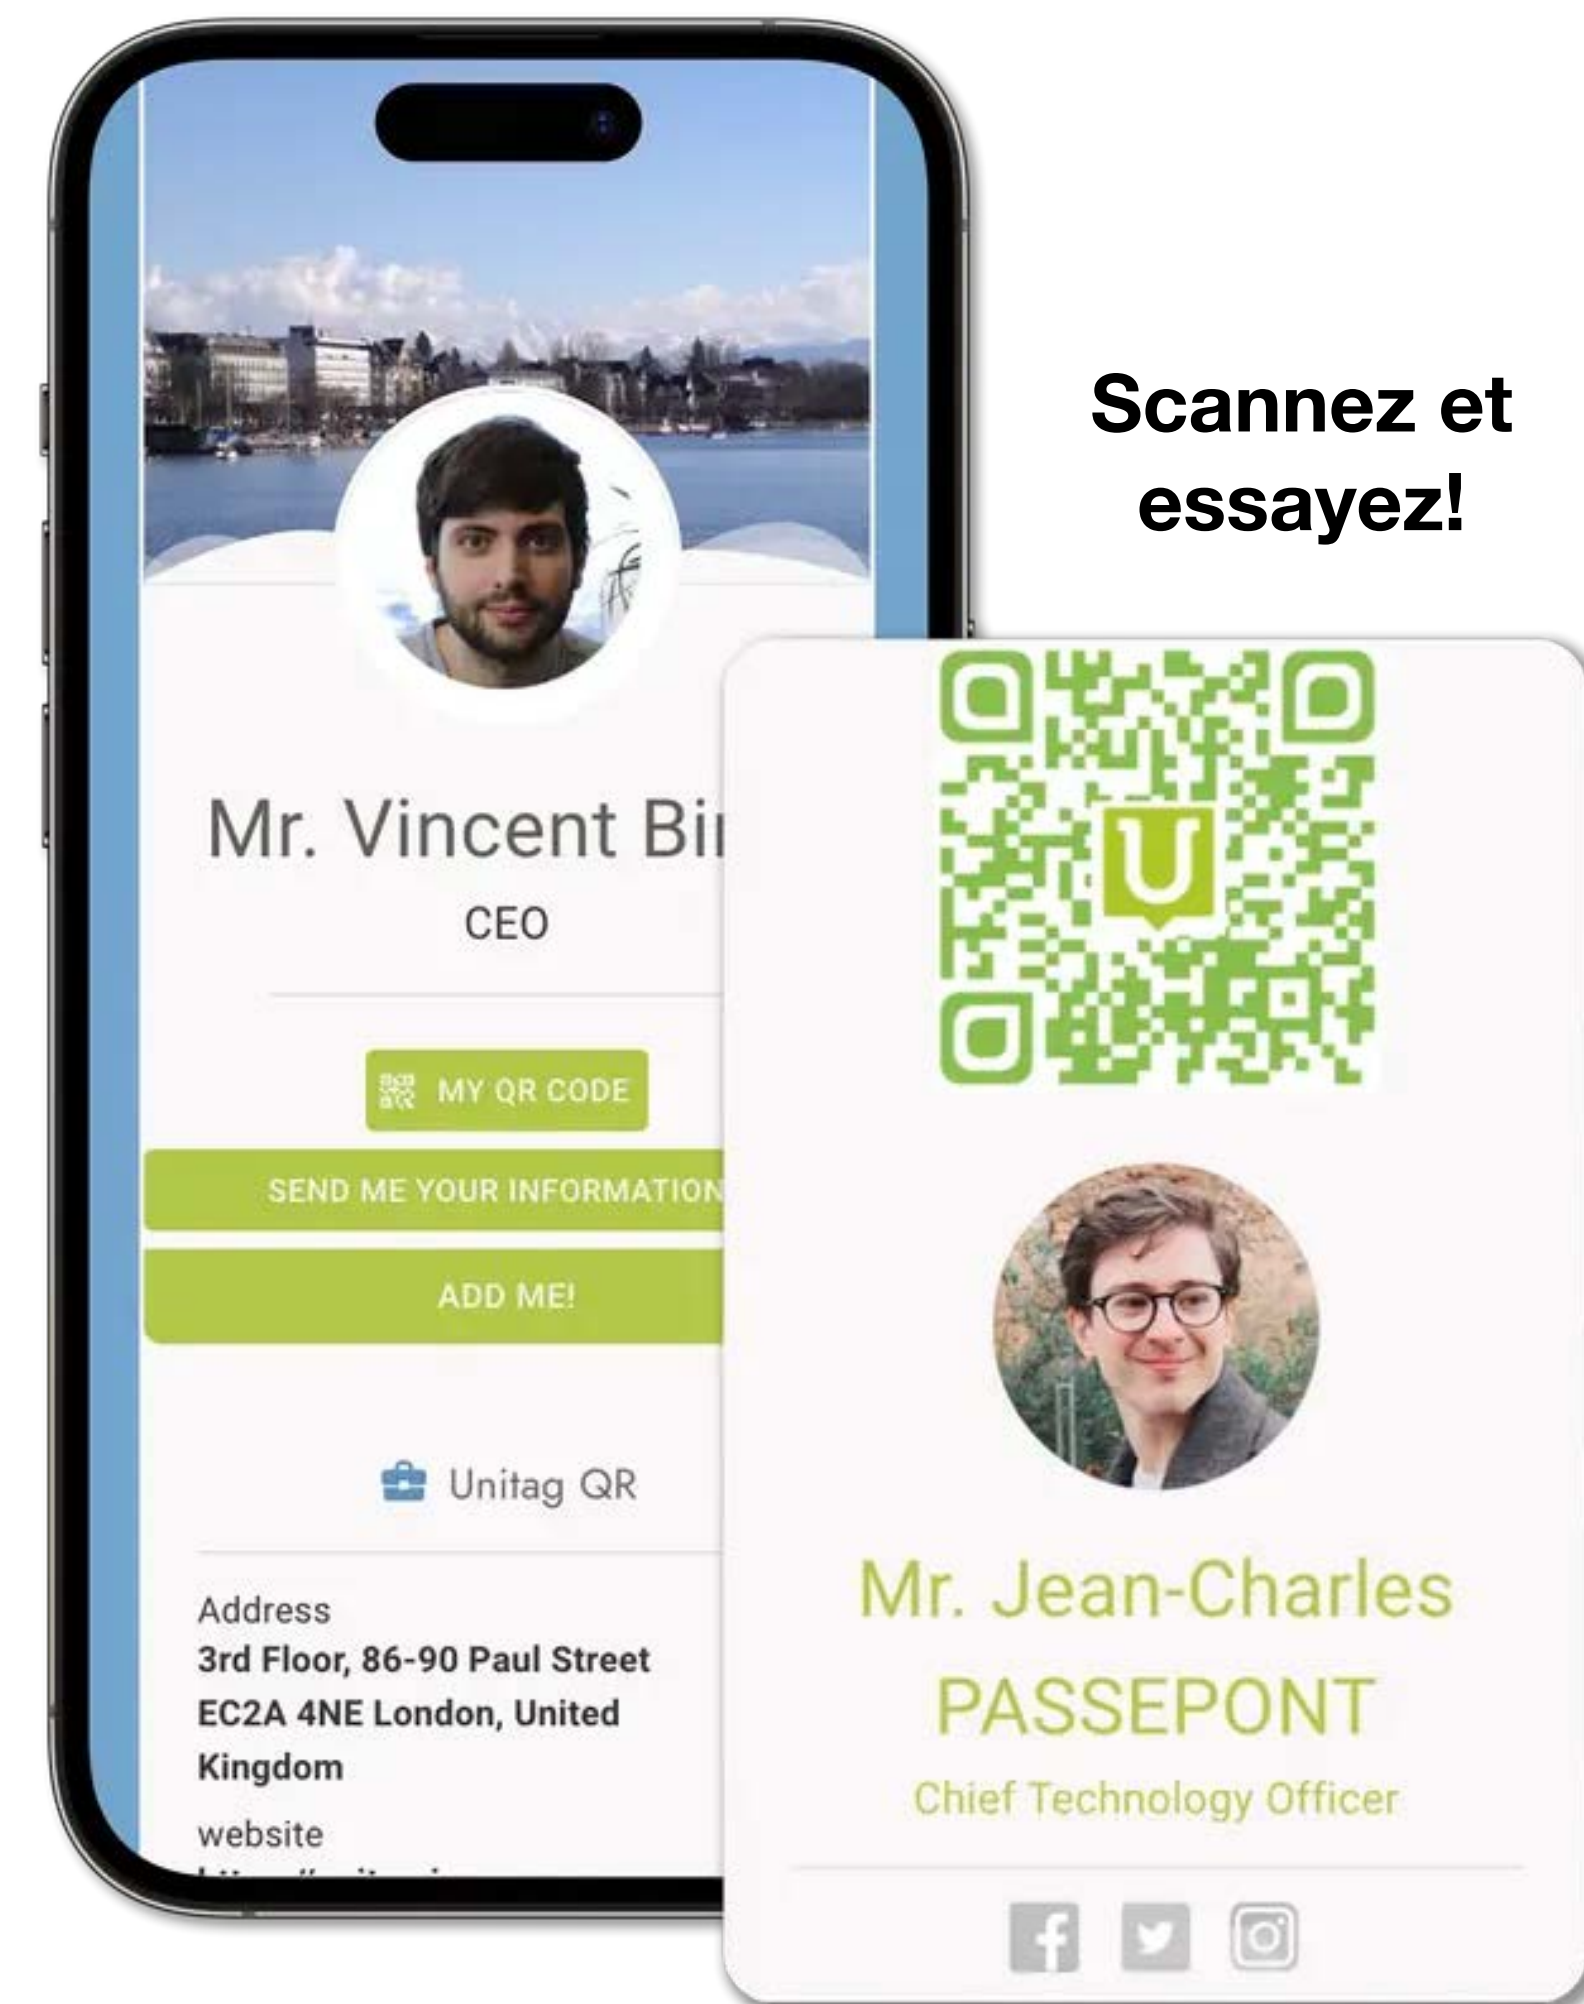 Scannez et
essayez!
Mr. Vincent
CEO
MY QR CODE
SEND ME YOUR INFORMATION
ADD ME!
Unitag QR
Address
3rd Floor, 86-90 Paul Street
EC2A 4NE London, United
Kingdom
website
U
Mr. Jean-Charles
PASSEPONT
Chief Technology Officer